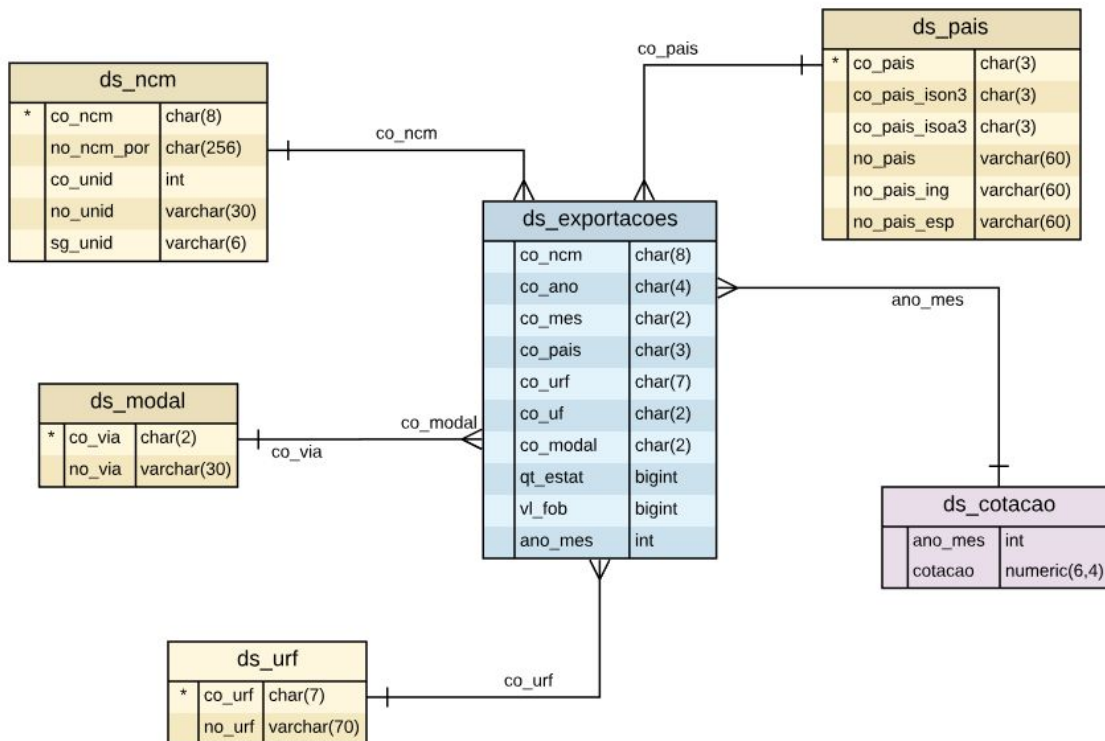 ds_pais
* co_pais char(3)
co_pais_ison3 char(3)
co_pais_isoa3 char(3)
no_pais varchar(60)
no_pais_ing varchar(60)
no_pais_esp varchar(60)
co_pais
ds_ncm
* co_ncm char(8)
no_ncm_por char(256)
co_unid int
no_unid varchar(30)
sg_unid varchar(6)
co_ncm
ds_exportacoes
co_ncm char(8)
co_ano char(4)
co_mes char(2)
co_pais char(3)
co_urf char(7)
co_uf char(2)
co_modal char(2)
qt_estat bigint
vl_fob bigint
ano_mes int
ano_mes
ds_modal
* co_via char(2)
no_via varchar(30)
co_modal
co_via
ds_cotacao
ano_mes int
cotacao numeric(6,4)
ds_urf
* co_urf char(7)
no_urf varchar(70)
co_urf